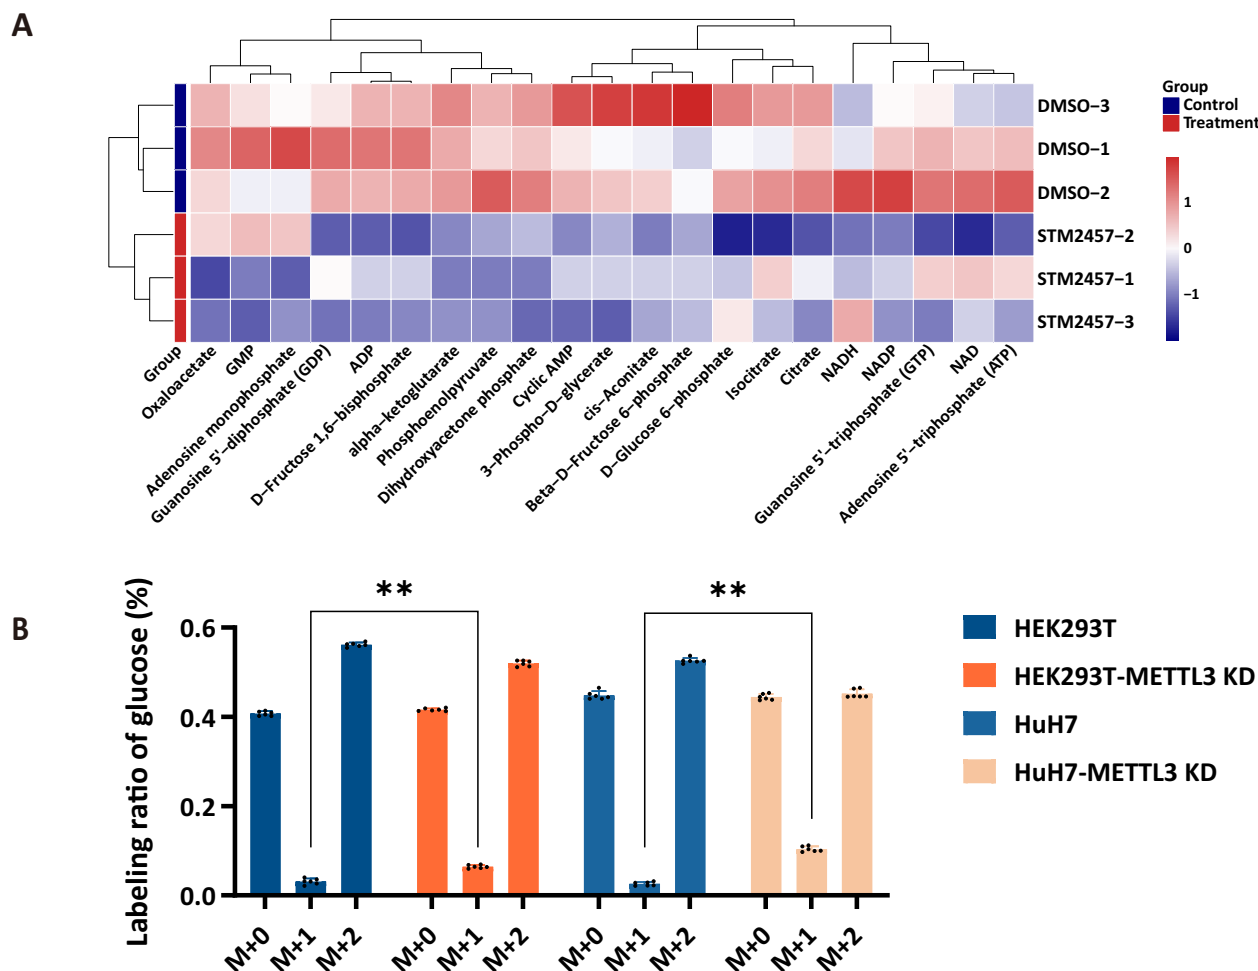 A
Group
Control
Treatment
1
0
−1
DMSO−3
DMSO−1
DMSO−2
STM2457−2
STM2457−1
STM2457−3
Group
Oxaloacetate
GMP
Adenosine monophosphate
Guanosine 5'−diphosphate (GDP)
ADP
D−Fructose 1,6−bisphosphate
alpha−ketoglutarate
Phosphoenolpyruvate
Dihydroxyacetone phosphate
Cyclic AMP
3−Phospho−D−glycerate
cis−Aconitate
Beta−D−Fructose 6−phosphate
D−Glucose 6−phosphate
Isocitrate
Citrate
NADH
NADP
Guanosine 5'−triphosphate (GTP)
NAD
Adenosine 5'−triphosphate (ATP)
B
Labeling ratio of glucose (%)
0.6
0.4
0.2
0.0
**
**
M+0
M+1
M+2
M+0
M+1
M+2
M+0
M+1
M+2
M+0
M+1
M+2
HEK293T
HEK293T-METTL3 KD
HuH7
HuH7-METTL3 KD